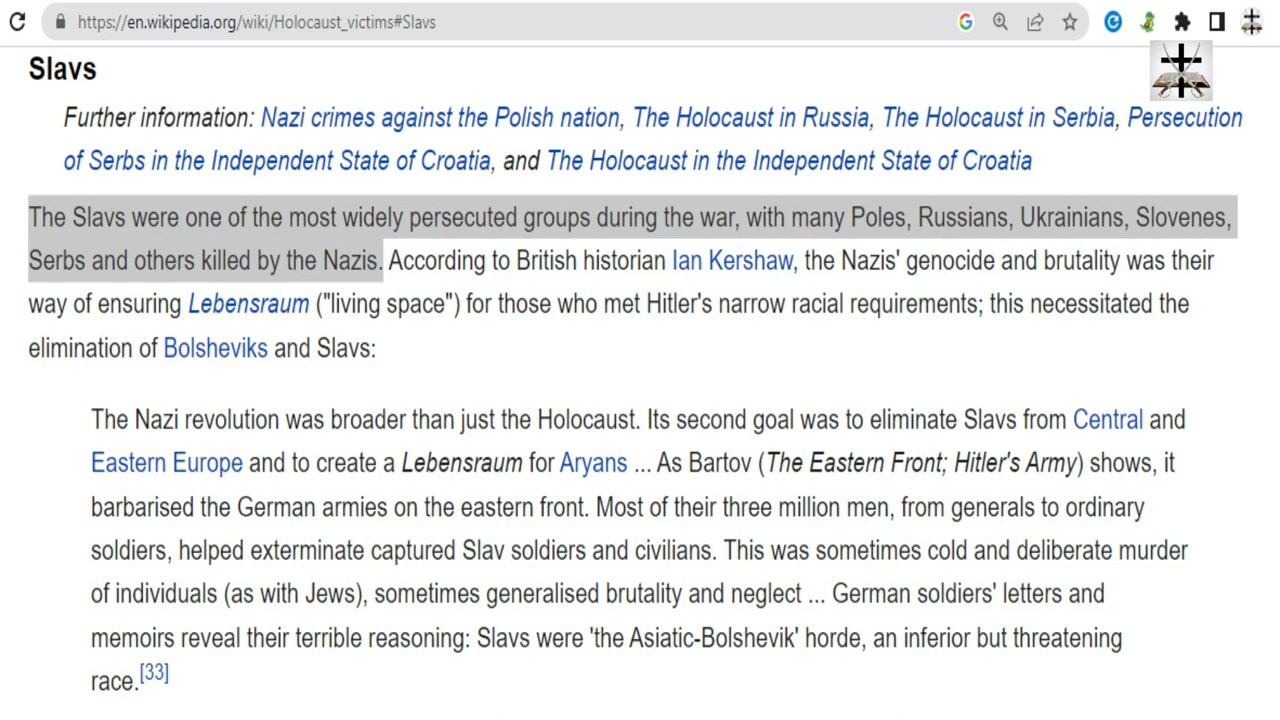 https://en.wikipedia.org/wiki/Holocaust_victims#Slavs
Slavs
Further information: Nazi crimes against the Polish nation, The Holocaust in Russia, The Holocaust in Serbia, Persecution
of Serbs in the Independent State of Croatia, and The Holocaust in the Independent State of Croatia
The Slavs were one of the most widely persecuted groups during the war, with many Poles, Russians, Ukrainians, Slovenes,
Serbs and others killed by the Nazis. According to British historian Ian Kershaw, the Nazis' genocide and brutality was their
way of ensuring Lebensraum ("living space") for those who met Hitler's narrow racial requirements; this necessitated the
elimination of Bolsheviks and Slavs:
The Nazi revolution was broader than just the Holocaust. Its second goal was to eliminate Slavs from Central and
Eastern Europe and to create a Lebensraum for Aryans ... As Bartov (The Eastern Front; Hitler's Army) shows, it
barbarised the German armies on the eastern front. Most of their three million men, from generals to ordinary
soldiers, helped exterminate captured Slav soldiers and civilians. This was sometimes cold and deliberate murder
of individuals (as with Jews), sometimes generalised brutality and neglect ... German soldiers' letters and
memoirs reveal their terrible reasoning: Slavs were 'the Asiatic-Bolshevik' horde, an inferior but threatening
race.[33]